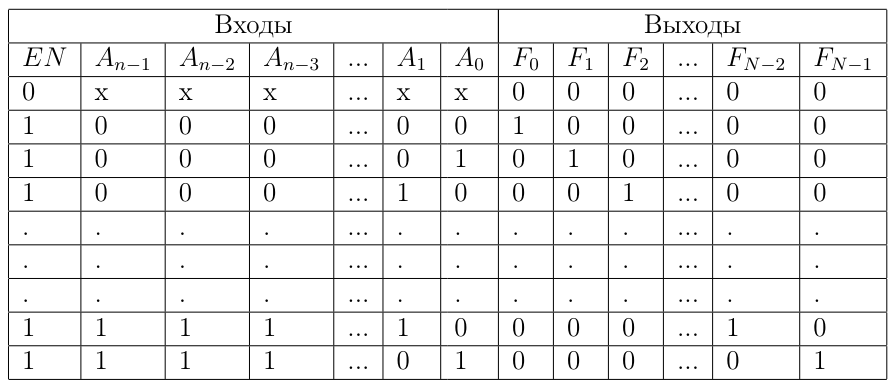 Входы Выходы
EN A_{n−1} A_{n−2} A_{n−3} ... A_1 A_0 F_0 F_1 F_2 ... F_{N−2} F_{N−1}
0 x x x ... x x 0 0 0 ... 0 0
1 0 0 0 ... 0 0 1 0 0 ... 0 0
1 0 0 0 ... 0 1 0 1 0 ... 0 0
1 0 0 0 ... 1 0 0 0 1 ... 0 0
. . . . ... . . . . . ... . .
. . . . ... . . . . . ... . .
. . . . ... . . . . . ... . .
1 1 1 1 ... 1 0 0 0 0 ... 1 0
1 1 1 1 ... 0 1 0 0 0 ... 0 1